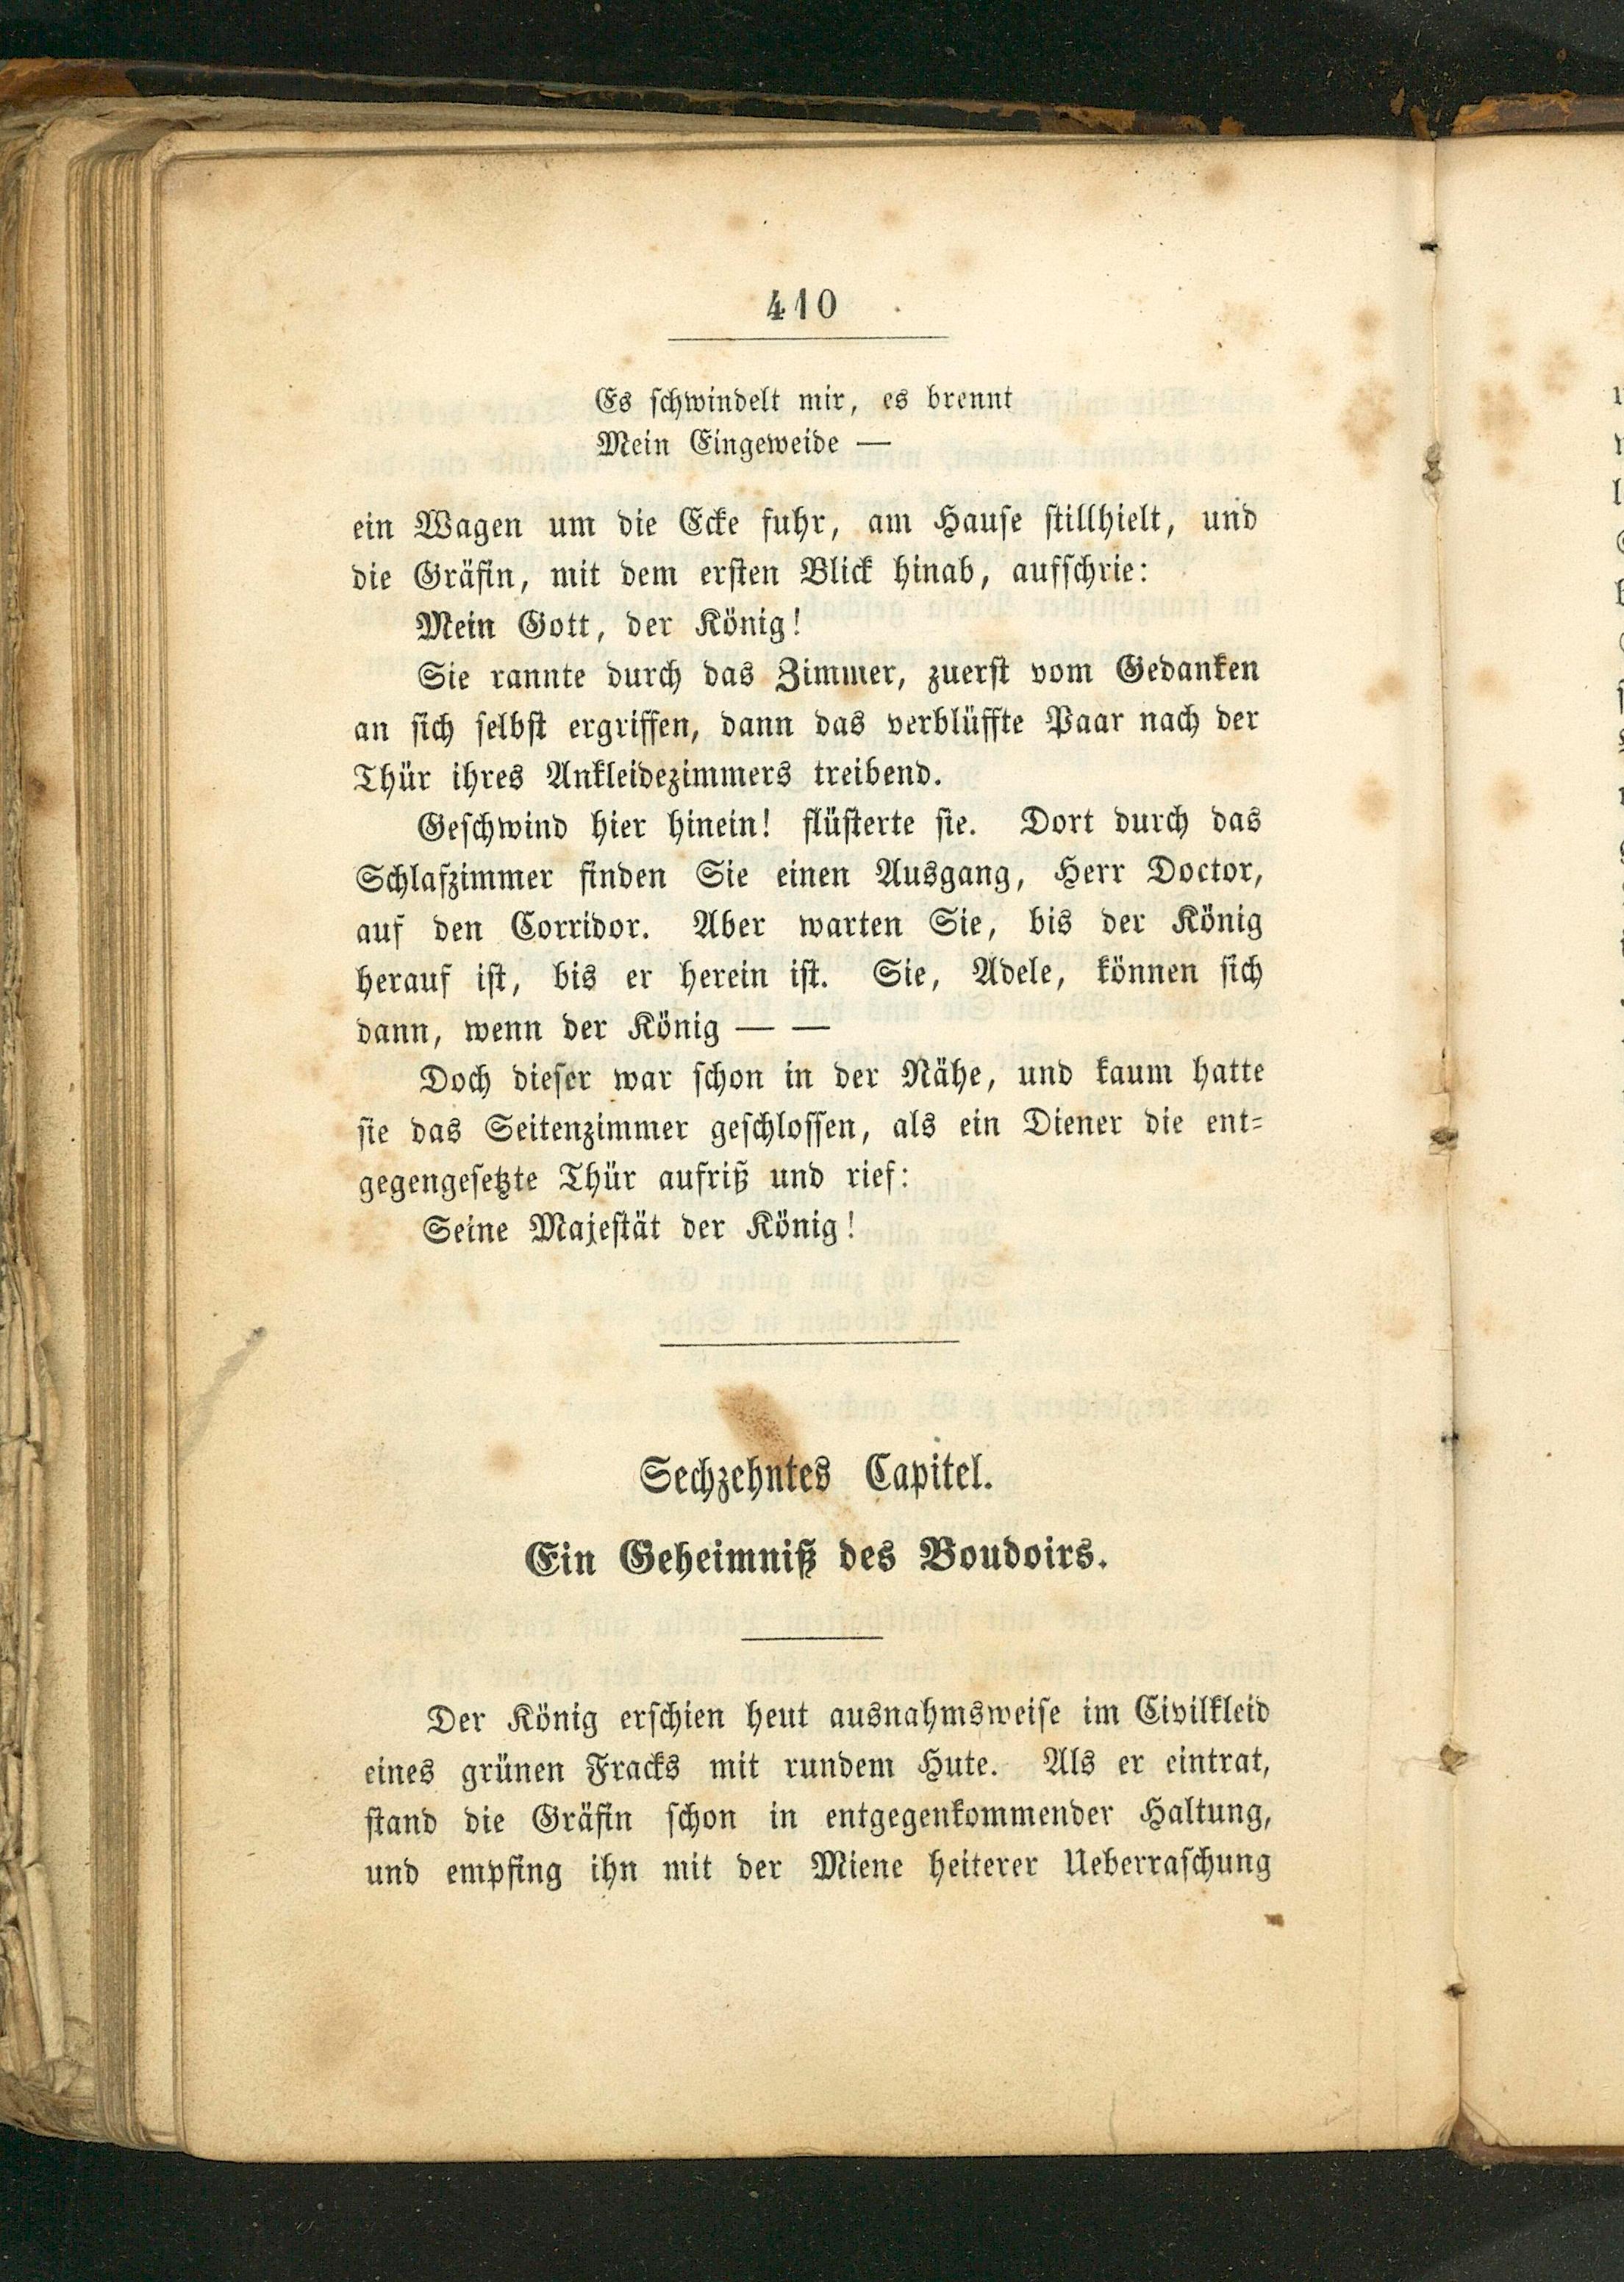 410
Es schwindelt mir, es brennt
Mein Eingeweide —
ein Wagen um die Ecke fuhr, am Hause stillhielt, und
die Gräfin, mit dem ersten Blick hinab, aufschrie:
Mein Gott, der König!
Sie rannte durch das Zimmer, zuerst vom Gedanken
an sich selbst ergriffen, dann das verblüffte Paar nach der
Thür ihres Ankleidezimmers treibend.
Geschwind hier hinein! flüsterte sie. Dort durch das
Schlafzimmer finden Sie einen Ausgang, Herr Doctor,
auf den Corridor. Aber warten Sie, bis der König
herauf ist, bis er herein ist. Sie, Adele, können sich
dann, wenn der König — —
Doch dieser war schon in der Nähe, und kaum hatte
sie das Seitenzimmer geschlossen, als ein Diener die ent-
gegengesetzte Thür aufriß und rief:
Seine Majestät der König!
Sechzehntes Capitel.
Ein Geheimniß des Boudoirs.
Der König erschien heut ausnahmsweise im Civilkleid
eines grünen Fracks mit rundem Hute. Als er eintrat,
stand die Gräfin schon in entgegenkommender Haltung,
und empfing ihn mit der Miene heiterer Ueberraschung